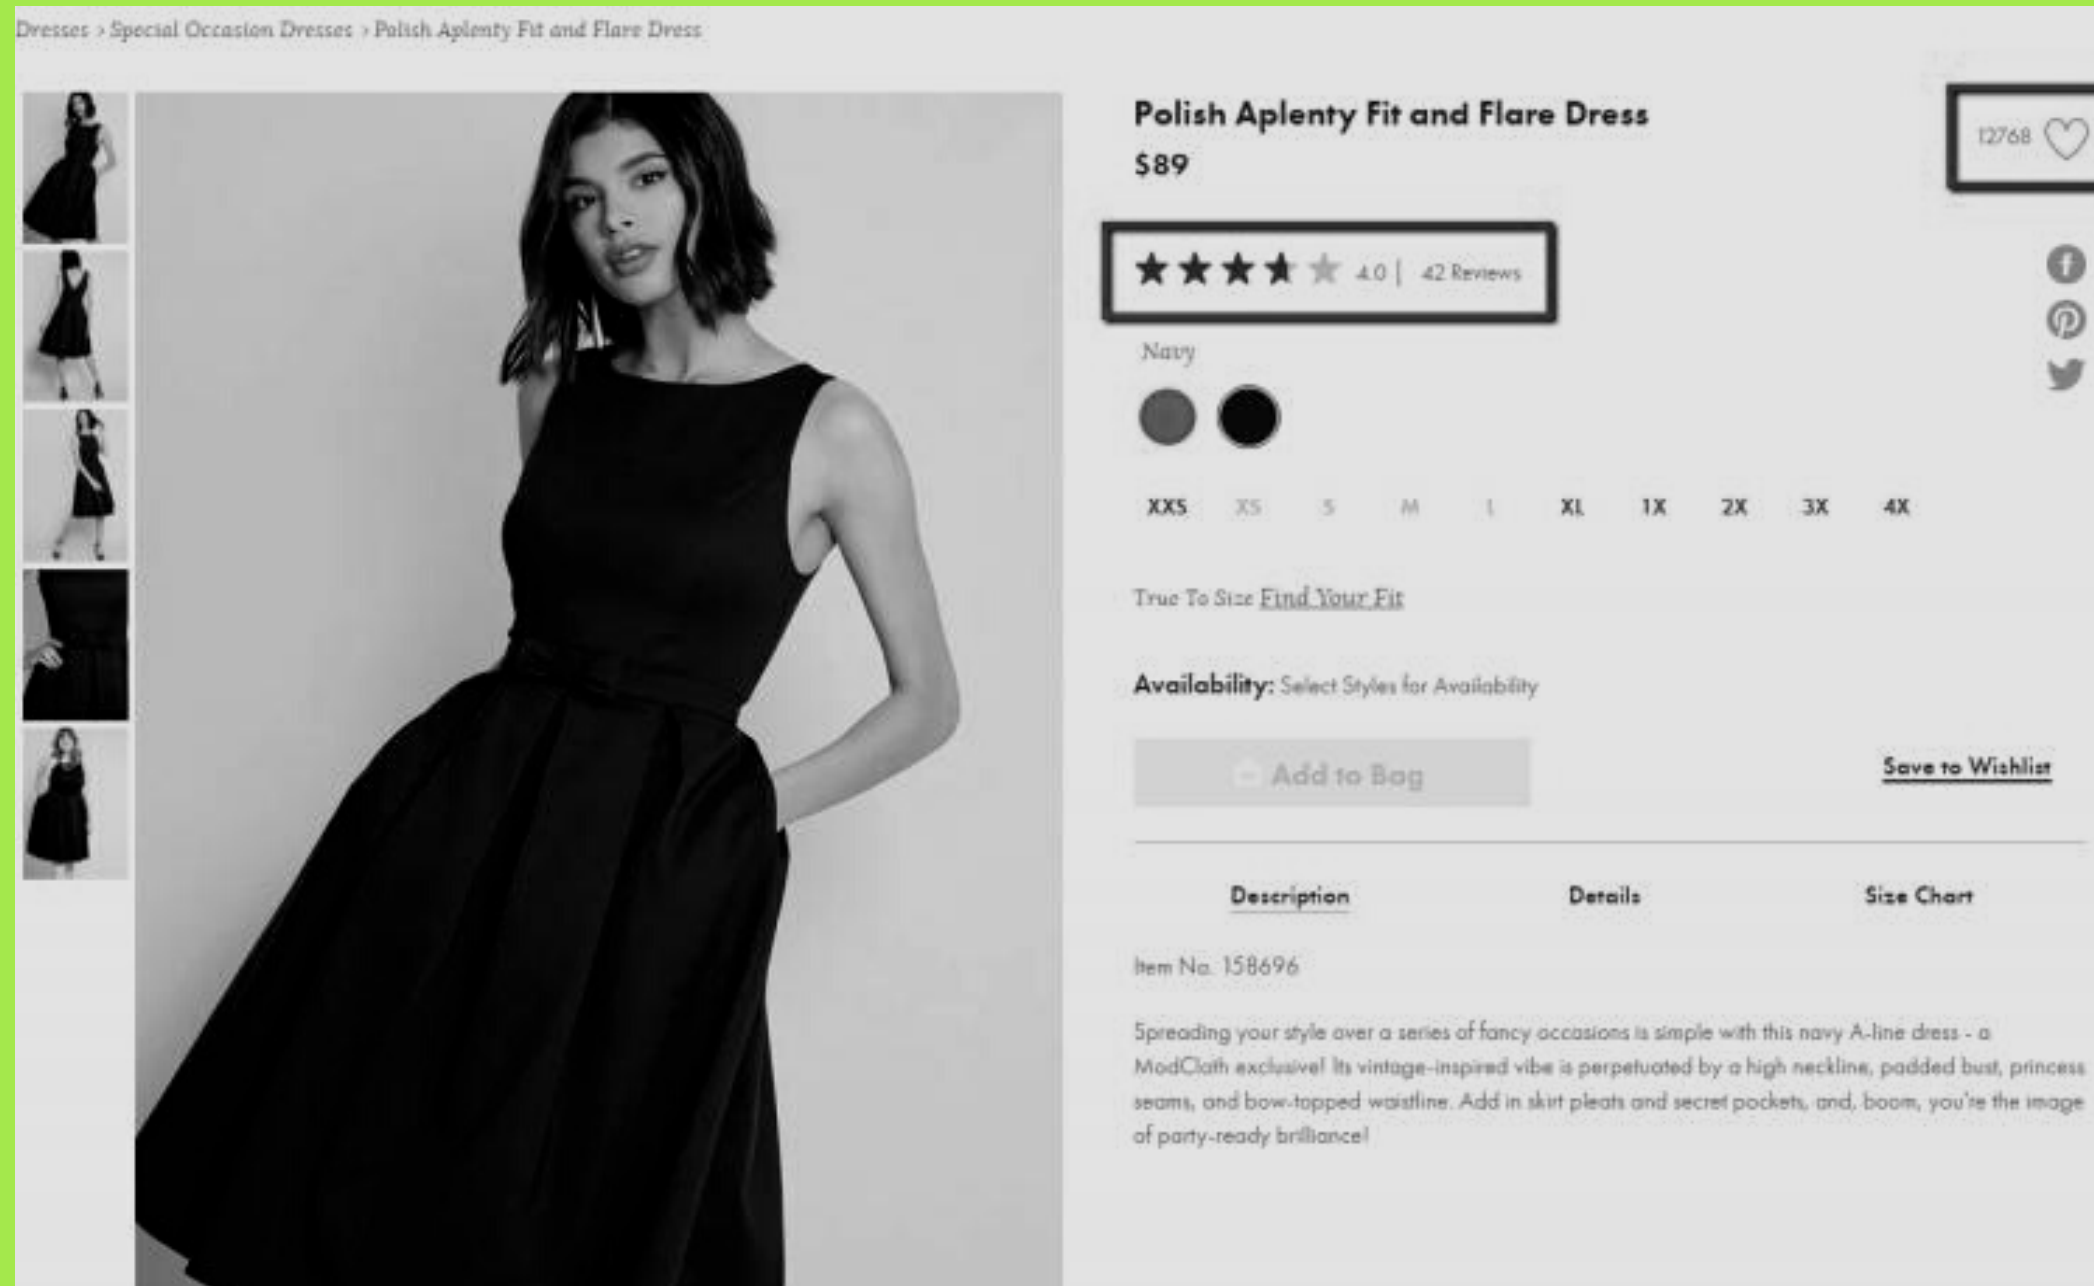 Dresses > Special Occasion Dresses > Polish Aplenty Fit and Flare Dress
Polish Aplenty Fit and Flare Dress
12768
$89
4.0 | 42 Reviews
Navy
XXS XS S M L XL 1X 2X 3X 4X
True To Size Find Your Fit
Availability: Select Styles for Availability
Add to Bag
Save to Wishlist
Description Details Size Chart
Item No. 158696
Spreading your style over a series of fancy occasions is simple with this navy A-line dress - a
ModCloth exclusive! Its vintage-inspired vibe is perpetuated by a high neckline, padded bust, princess
seams, and bow-topped waistline. Add in skirt pleats and secret pockets, and, boom, you're the image
of party-ready brilliance!